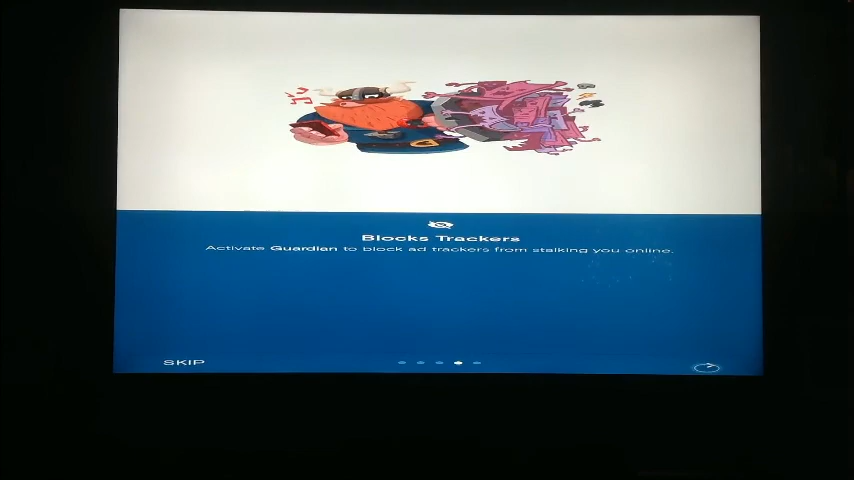 Blocks Trackers
Activate Guardian to block ad trackers from stalking you online.
SKIP